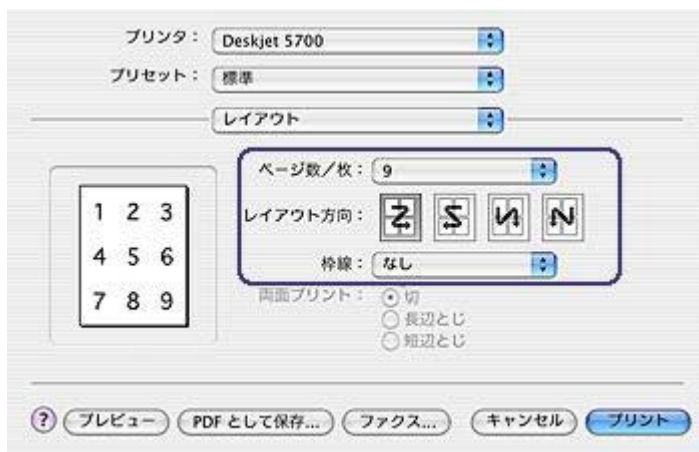 プリンタ： Deskjet 5700
プリセット： 標準
レイアウト
ページ数／枚： 9
レイアウト方向：
枠線： なし
両面プリント： 切
長辺とじ
短辺とじ
1 2 3
4 5 6
7 8 9
? プレビュー PDF として保存... ファクス... キャンセル プリント